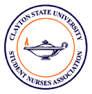 CLAYTON STATE UNIVERSITY
STUDENT NURSES ASSOCIATION